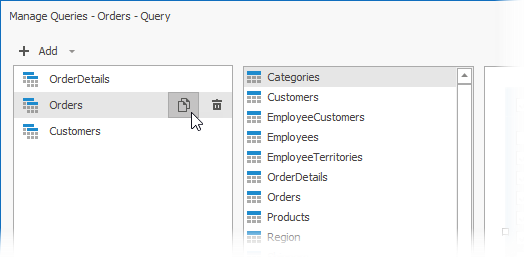 Manage Queries - Orders - Query
Add
OrderDetails
Orders
Customers
Categories
Customers
EmployeeCustomers
Employees
EmployeeTerritories
OrderDetails
Orders
Products
Region